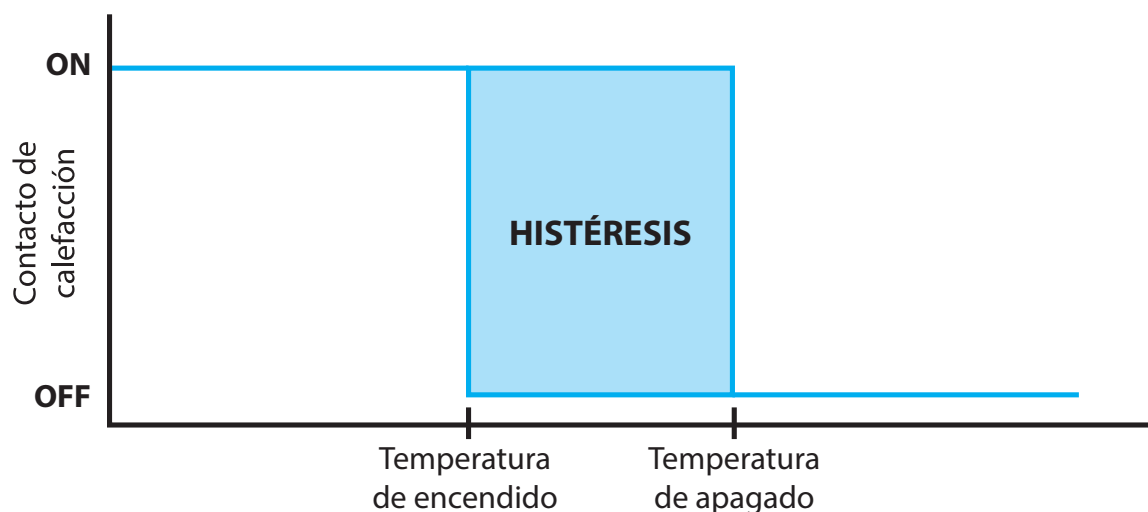 ON
Contacto de
calefacción
HISTÉRESIS
OFF
Temperatura
de encendido
Temperatura
de apagado